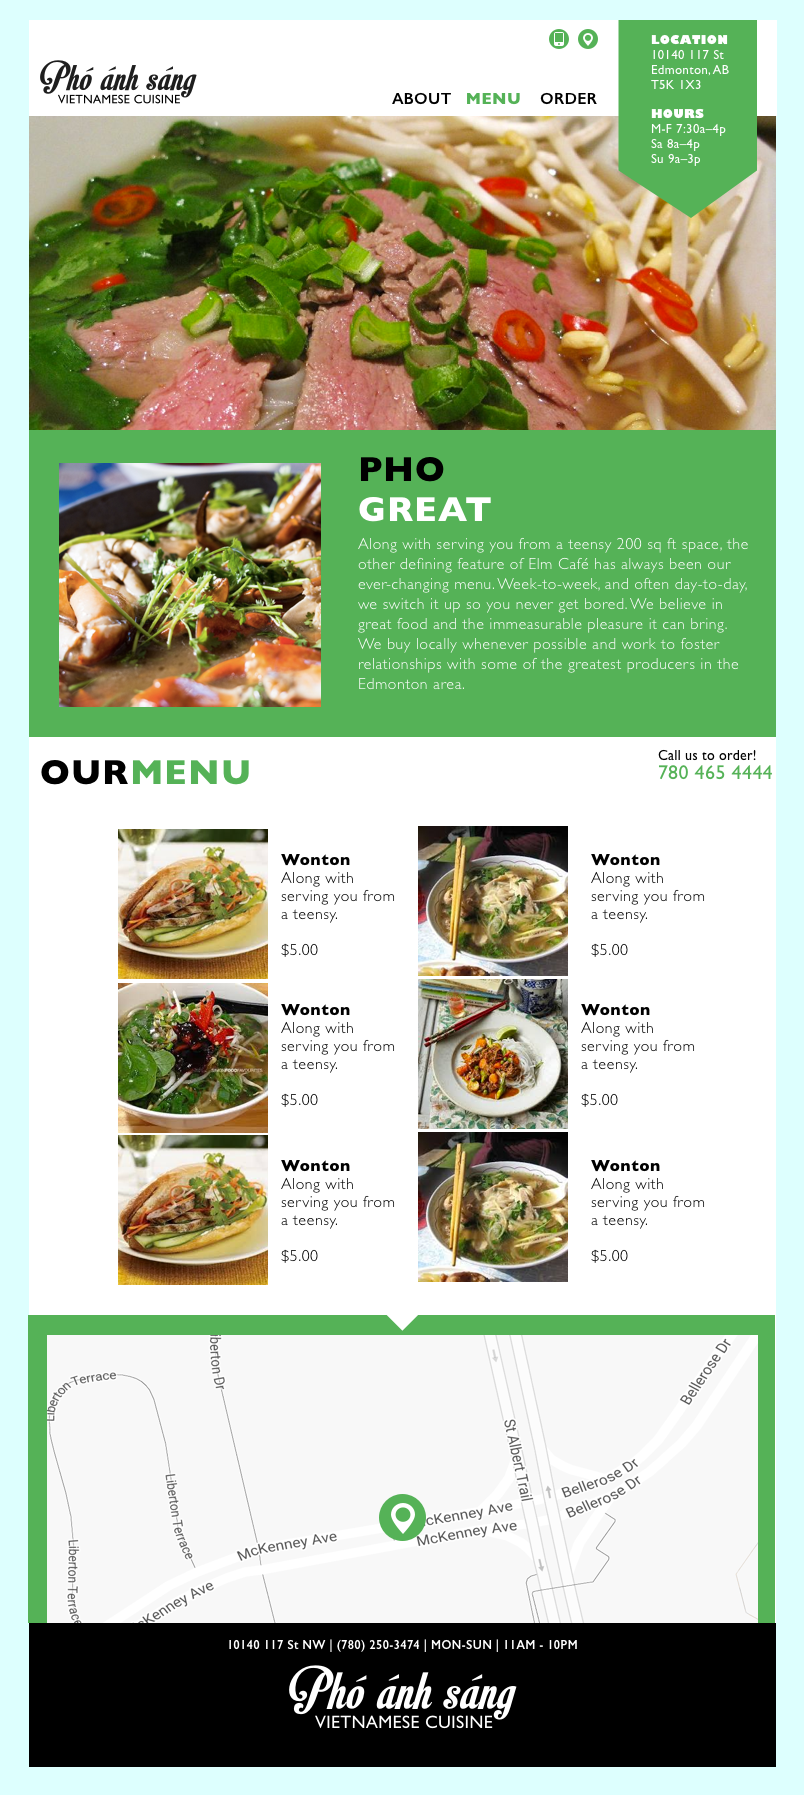 LOCATION
10140 117 St
Edmonton, AB
T5K 1X3
HOURS
M-F 7:30a–4p
Sa 8a–4p
Su 9a–3p
Phó ánh sáng
VIETNAMESE CUISINE
ABOUT MENU ORDER
PHO
GREAT
Along with serving you from a teensy 200 sq ft space, the
other defining feature of Elm Café has always been our
ever-changing menu. Week-to-week, and often day-to-day,
we switch it up so you never get bored. We believe in
great food and the immeasurable pleasure it can bring.
We buy locally whenever possible and work to foster
relationships with some of the greatest producers in the
Edmonton area.
OURMENU
Call us to order!
780 465 4444
Wonton
Along with
serving you from
a teensy.
$5.00
Wonton
Along with
serving you from
a teensy.
$5.00
Wonton
Along with
serving you from
a teensy.
$5.00
Wonton
Along with
serving you from
a teensy.
$5.00
Wonton
Along with
serving you from
a teensy.
$5.00
Wonton
Along with
serving you from
a teensy.
$5.00
Liberton Terrace
iberton Dr
Bellerose Dr
St Albert Trail
Liberton Terrace
Bellerose Dr
Bellerose Dr
cKenney Ave
McKenney Ave
McKenney Ave
Liberton Terrace
Kenney Ave
10140 117 St NW | (780) 250-3474 | MON-SUN | 11AM - 10PM
Phó ánh sáng
VIETNAMESE CUISINE